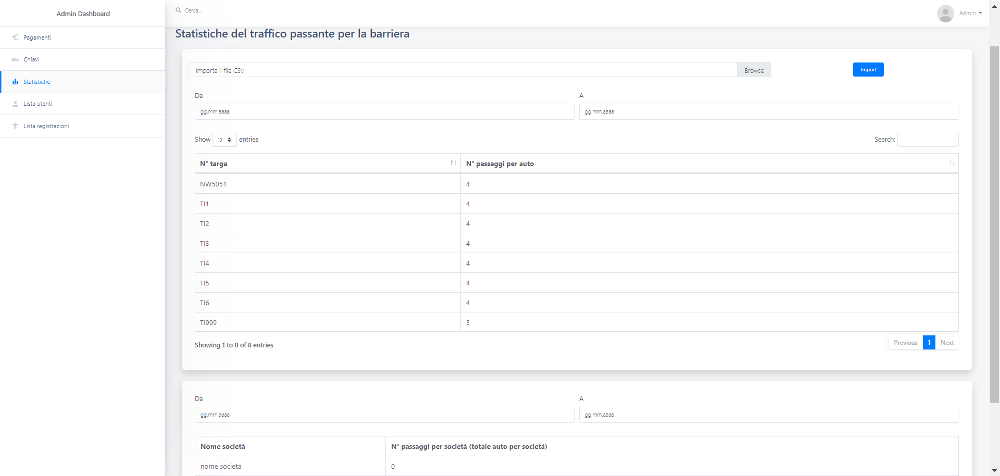 Admin Dashboard
Cerca...
Admin
Pagamenti
Chiavi
Statistiche
Lista utenti
Lista registrazioni
Statistiche del traffico passante per la barriera
Importa il file CSV
Browse
Import
Da
A
gg.mm.aaaa
gg.mm.aaaa
Show 10 entries
Search:
N° targa
N° passaggi per auto
NW5051
4
TI1
4
TI2
4
TI3
4
TI4
4
TI5
4
TI6
4
TI999
3
Showing 1 to 8 of 8 entries
Previous 1 Next
Da
A
gg.mm.aaaa
gg.mm.aaaa
Nome società
N° passaggi per società (totale auto per società)
nome societa
0